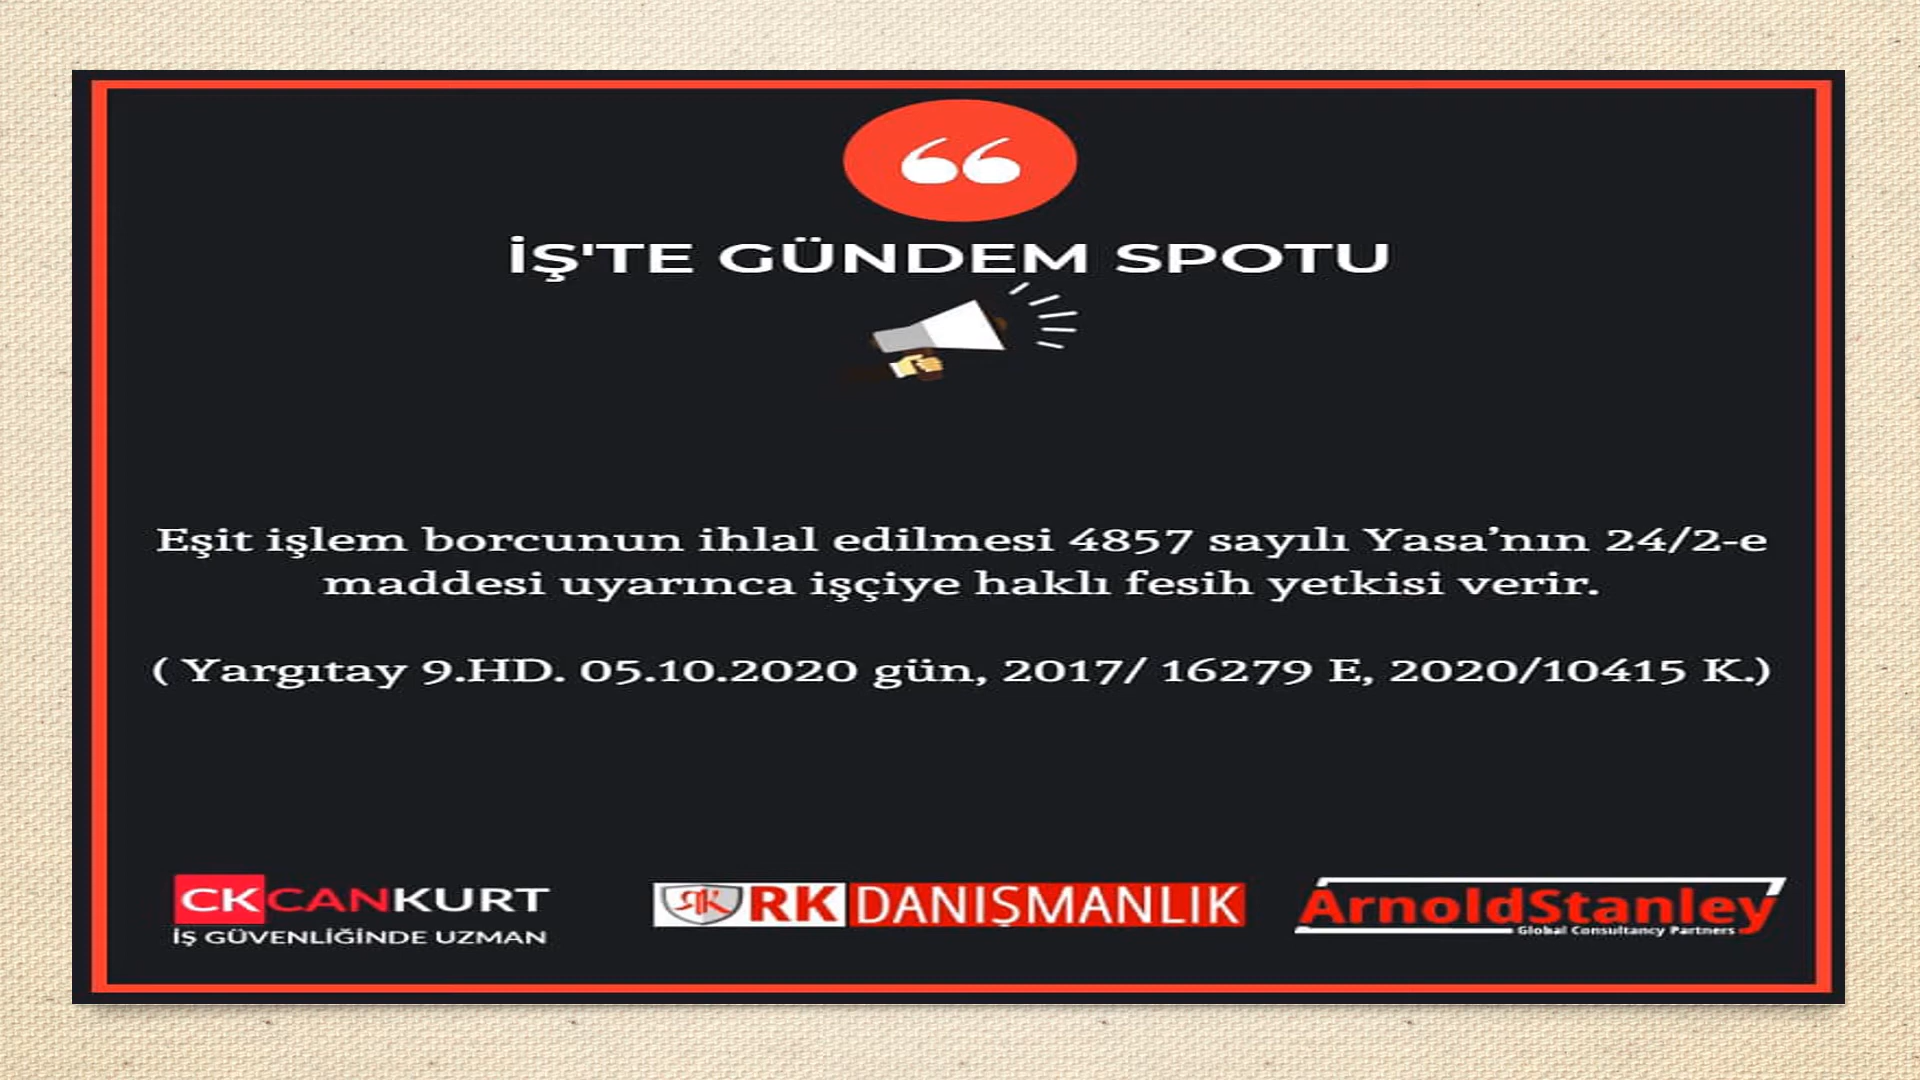 İŞ'TE GÜNDEM SPOTU
Eşit işlem borcunun ihlal edilmesi 4857 sayılı Yasa’nın 24/2-e
maddesi uyarınca işçiye haklı fesih yetkisi verir.
( Yargıtay 9.HD. 05.10.2020 gün, 2017/ 16279 E, 2020/10415 K.)
CKCANKURT
İŞ GÜVENLİĞİNDE UZMAN
RK RK DANIŞMANLIK
ArnoldStanley
Global Consultancy Partners